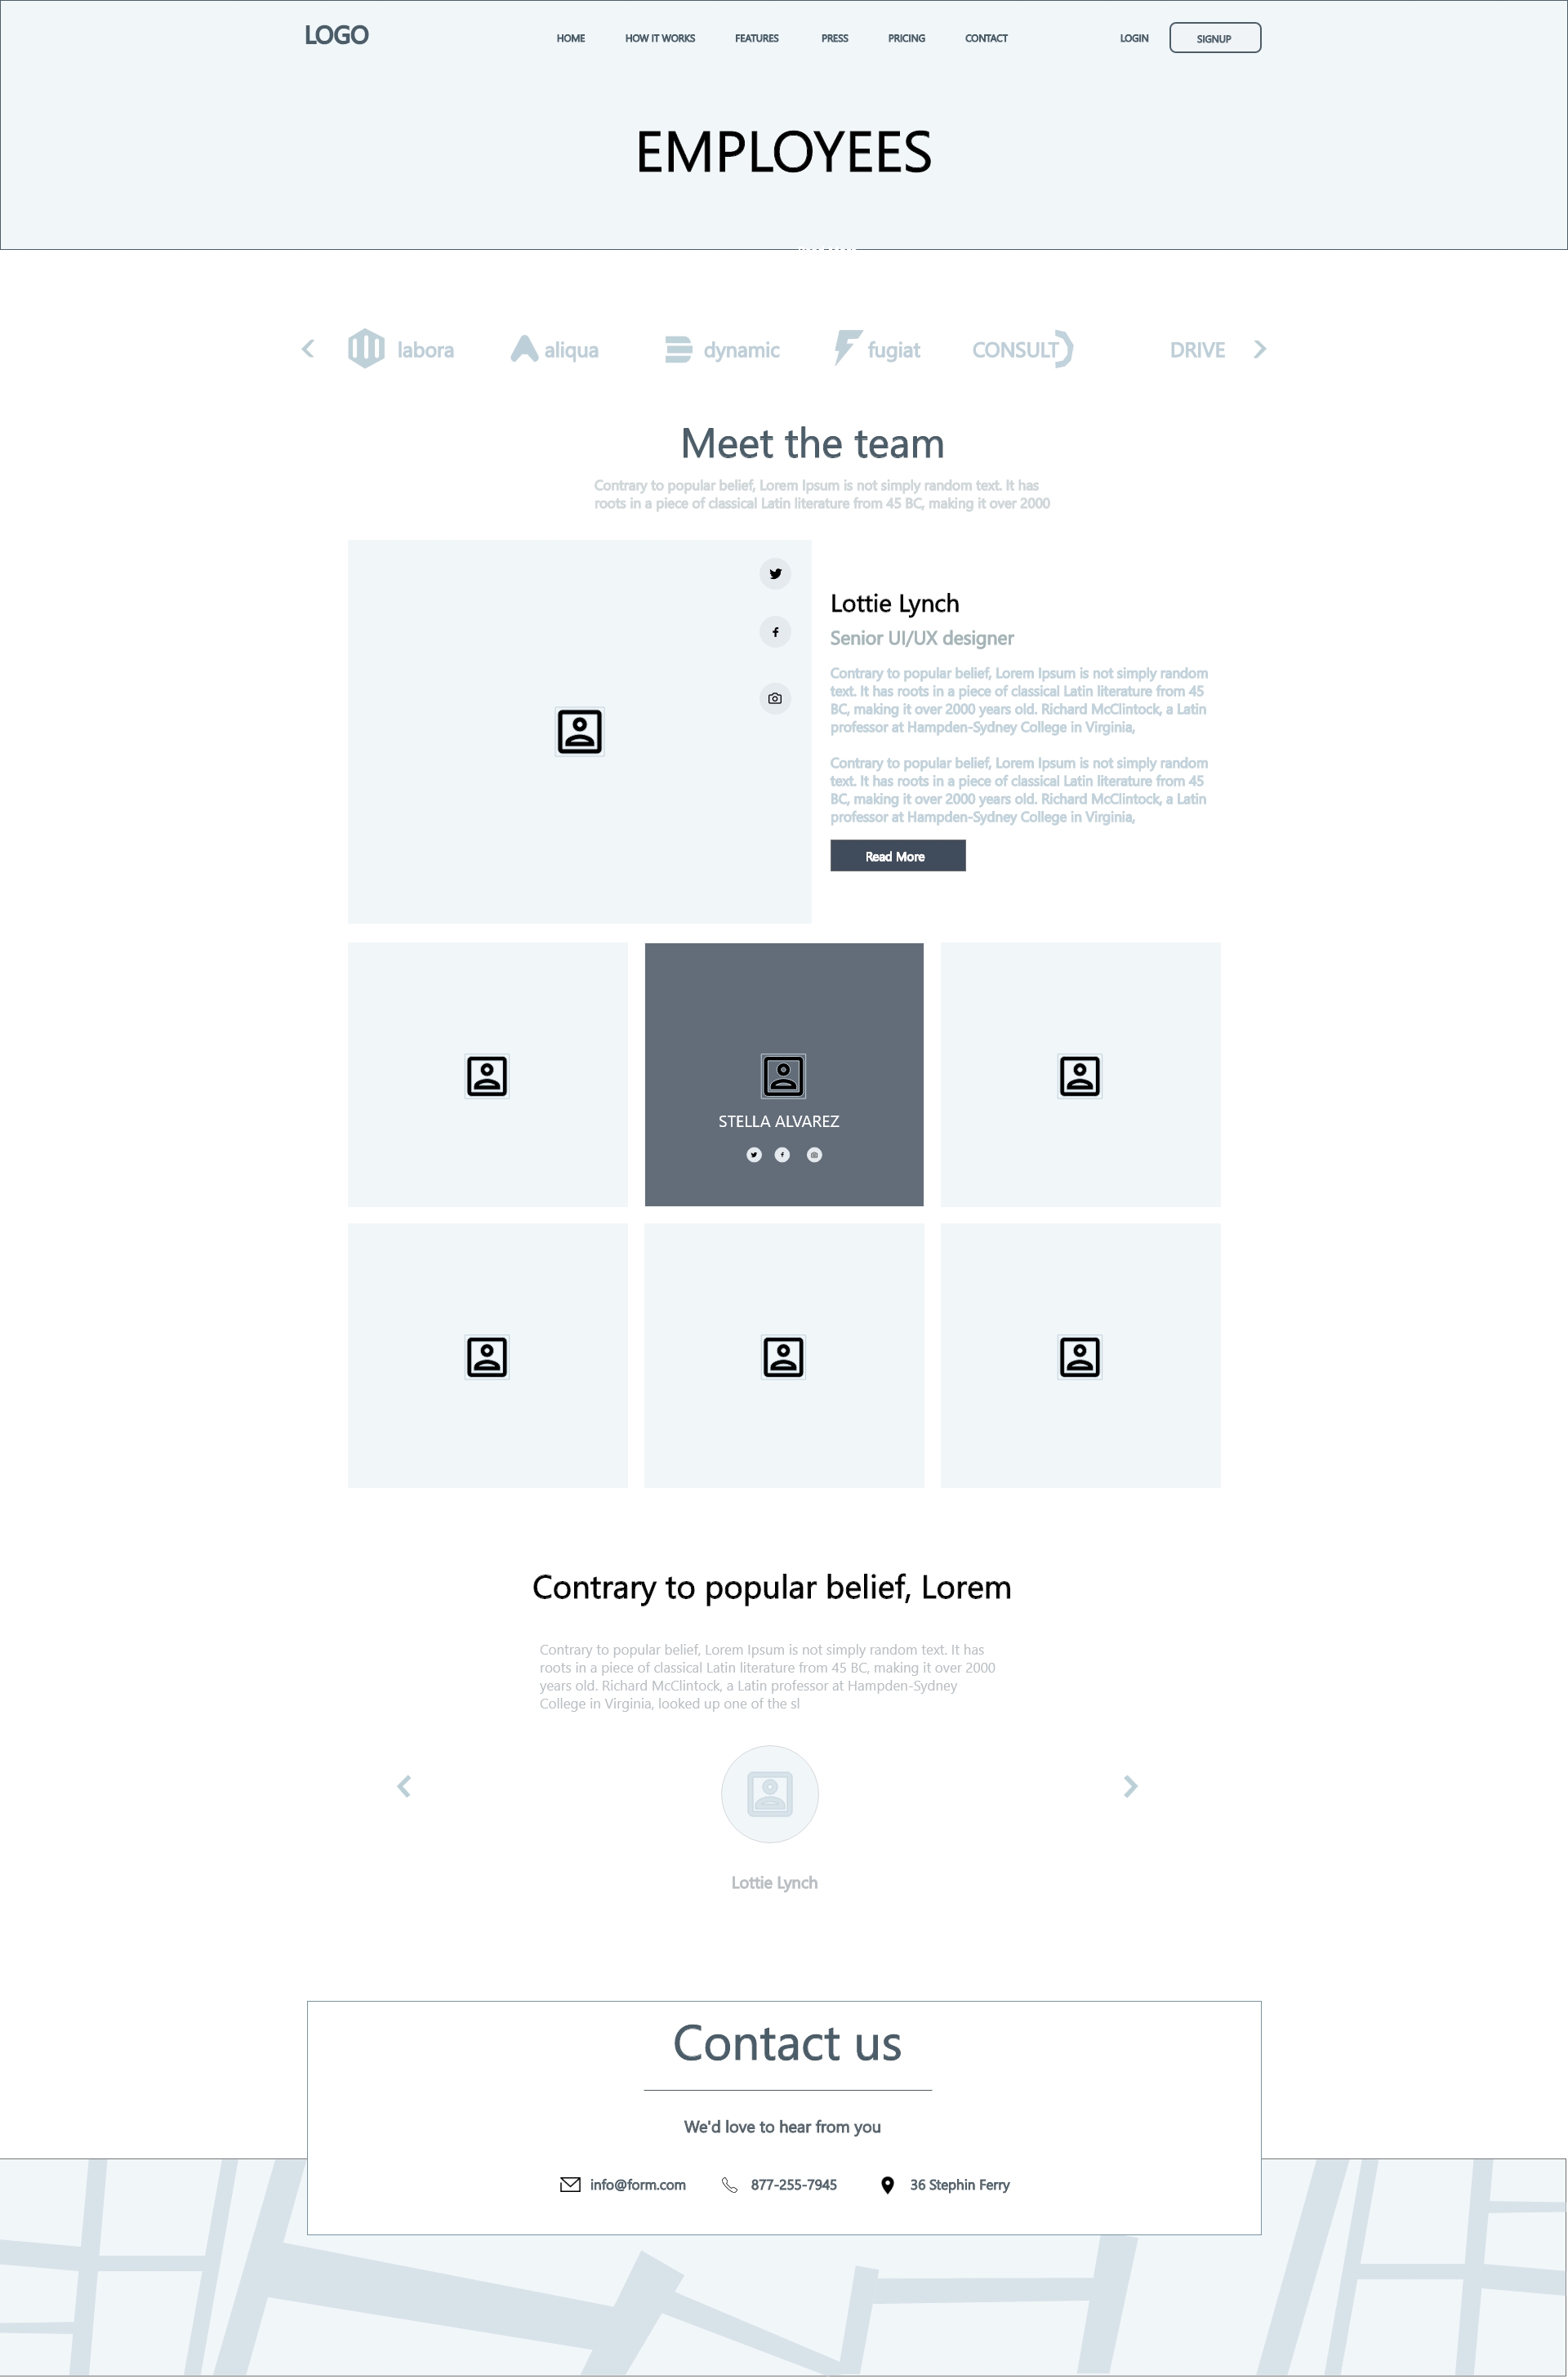 LOGO
HOME
HOW IT WORKS
FEATURES
PRESS
PRICING
CONTACT
LOGIN
SIGNUP
EMPLOYEES
labora
aliqua
dynamic
fugiat
CONSULT
DRIVE
Meet the team
Contrary to popular belief, Lorem Ipsum is not simply random text. It has
roots in a piece of classical Latin literature from 45 BC, making it over 2000
Lottie Lynch
Senior UI/UX designer
Contrary to popular belief, Lorem Ipsum is not simply random
text. It has roots in a piece of classical Latin literature from 45
BC, making it over 2000 years old. Richard McClintock, a Latin
professor at Hampden-Sydney College in Virginia,
Contrary to popular belief, Lorem Ipsum is not simply random
text. It has roots in a piece of classical Latin literature from 45
BC, making it over 2000 years old. Richard McClintock, a Latin
professor at Hampden-Sydney College in Virginia,
Read More
STELLA ALVAREZ
Contrary to popular belief, Lorem
Contrary to popular belief, Lorem Ipsum is not simply random text. It has
roots in a piece of classical Latin literature from 45 BC, making it over 2000
years old. Richard McClintock, a Latin professor at Hampden-Sydney
College in Virginia, looked up one of the sl
Lottie Lynch
Contact us
We'd love to hear from you
info@form.com
877-255-7945
36 Stephin Ferry